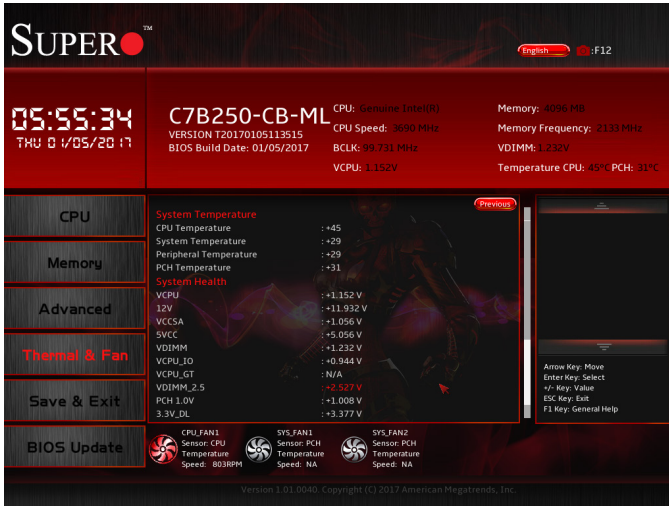 SUPER
TM
English
:F12
05:55:34
THU 01/05/2017
C7B250-CB-ML
VERSION T20170105113515
BIOS Build Date: 01/05/2017
CPU: Genuine Intel(R)
CPU Speed: 3690 MHz
BCLK: 99.731 MHz
VCPU: 1.152V
Memory: 4096 MB
Memory Frequency: 2133 MHz
VDIMM: 1.232V
Temperature CPU: 45°C PCH: 31°C
CPU
Memory
Advanced
Thermal & Fan
Save & Exit
BIOS Update
Previous
System Temperature
CPU Temperature : +45
System Temperature : +29
Peripheral Temperature : +29
PCH Temperature : +31
System Health
VCPU : +1.152 V
12V : +11.932 V
VCCSA : +1.056 V
5VCC : +5.056 V
VDIMM : +1.232 V
VCPU_IO : +0.944 V
VCPU_GT : N/A
VDIMM_2.5 : +2.527 V
PCH 1.0V : +1.008 V
3.3V_DL : +3.377 V
Arrow Key: Move
Enter Key: Select
+/- Key: Value
ESC Key: Exit
F1 Key: General Help
CPU_FAN1
Sensor: CPU
Temperature
Speed: 803RPM
SYS_FAN1
Sensor: PCH
Temperature
Speed: NA
SYS_FAN2
Sensor: PCH
Temperature
Speed: NA
Version 1.01.0040. Copyright (C) 2017 American Megatrends, Inc.